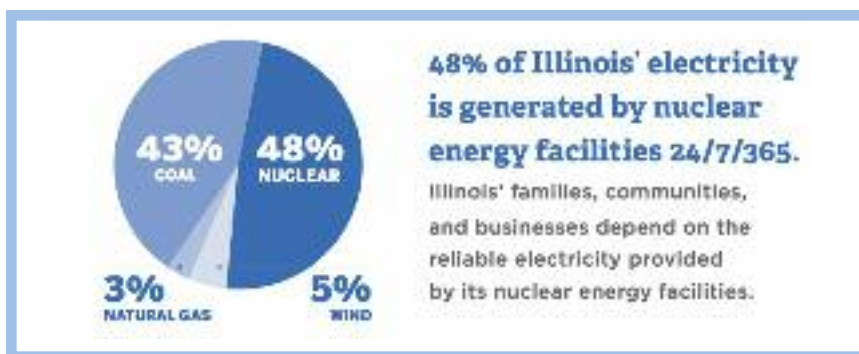 43%
COAL
48%
NUCLEAR
3%
NATURAL GAS
5%
WIND
48% of Illinois' electricity
is generated by nuclear
energy facilities 24/7/365.
Illinois' families, communities,
and businesses depend on the
reliable electricity provided
by its nuclear energy facilities.